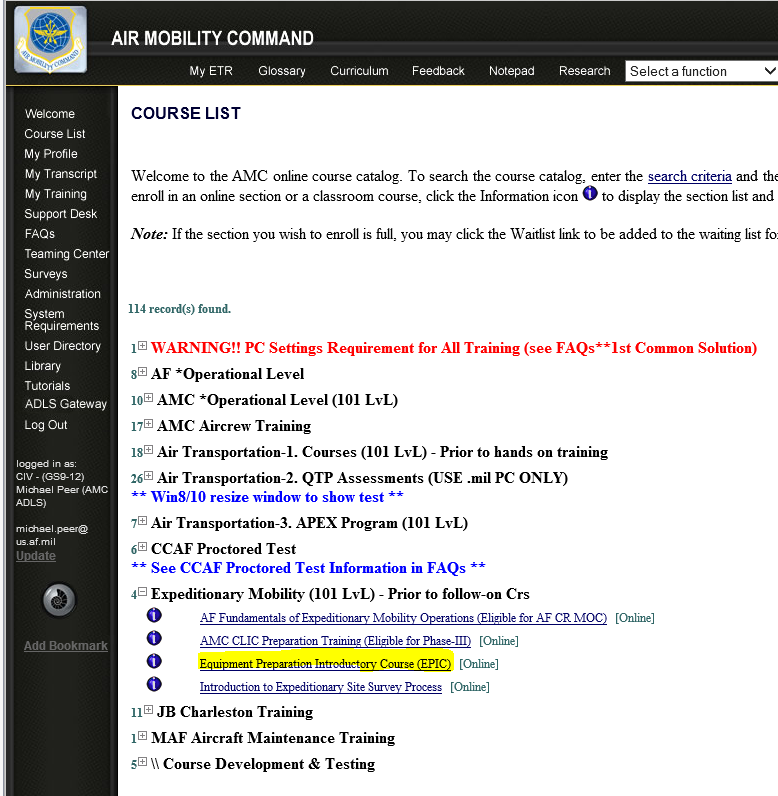 AIR MOBILITY COMMAND
AIR MOBILITY COMMAND
My ETR Glossary Curriculum Feedback Notepad Research Select a function
Welcome
Course List
My Profile
My Transcript
My Training
Support Desk
FAQs
Teaming Center
Surveys
Administration
System
Requirements
User Directory
Library
Tutorials
ADLS Gateway
Log Out
logged in as:
CIV - (GS9-12)
Michael Peer (AMC
ADLS)
michael.peer@
us.af.mil
Update
Add Bookmark
COURSE LIST
Welcome to the AMC online course catalog. To search the course catalog, enter the search criteria and the
enroll in an online section or a classroom course, click the Information icon i to display the section list and
Note: If the section you wish to enroll is full, you may click the Waitlist link to be added to the waiting list fo
114 record(s) found.
1 WARNING!! PC Settings Requirement for All Training (see FAQs**1st Common Solution)
8 AF *Operational Level
10 AMC *Operational Level (101 LvL)
17 AMC Aircrew Training
18 Air Transportation-1. Courses (101 LvL) - Prior to hands on training
26 Air Transportation-2. QTP Assessments (USE .mil PC ONLY)
** Win8/10 resize window to show test **
7 Air Transportation-3. APEX Program (101 LvL)
6 CCAF Proctored Test
** See CCAF Proctored Test Information in FAQs **
4 Expeditionary Mobility (101 LvL) - Prior to follow-on Crs
i AF Fundamentals of Expeditionary Mobility Operations (Eligible for AF CR MOC) [Online]
i AMC CLIC Preparation Training (Eligible for Phase-III) [Online]
i Equipment Preparation Introductory Course (EPIC) [Online]
i Introduction to Expeditionary Site Survey Process [Online]
11 JB Charleston Training
1 MAF Aircraft Maintenance Training
5 \\ Course Development & Testing